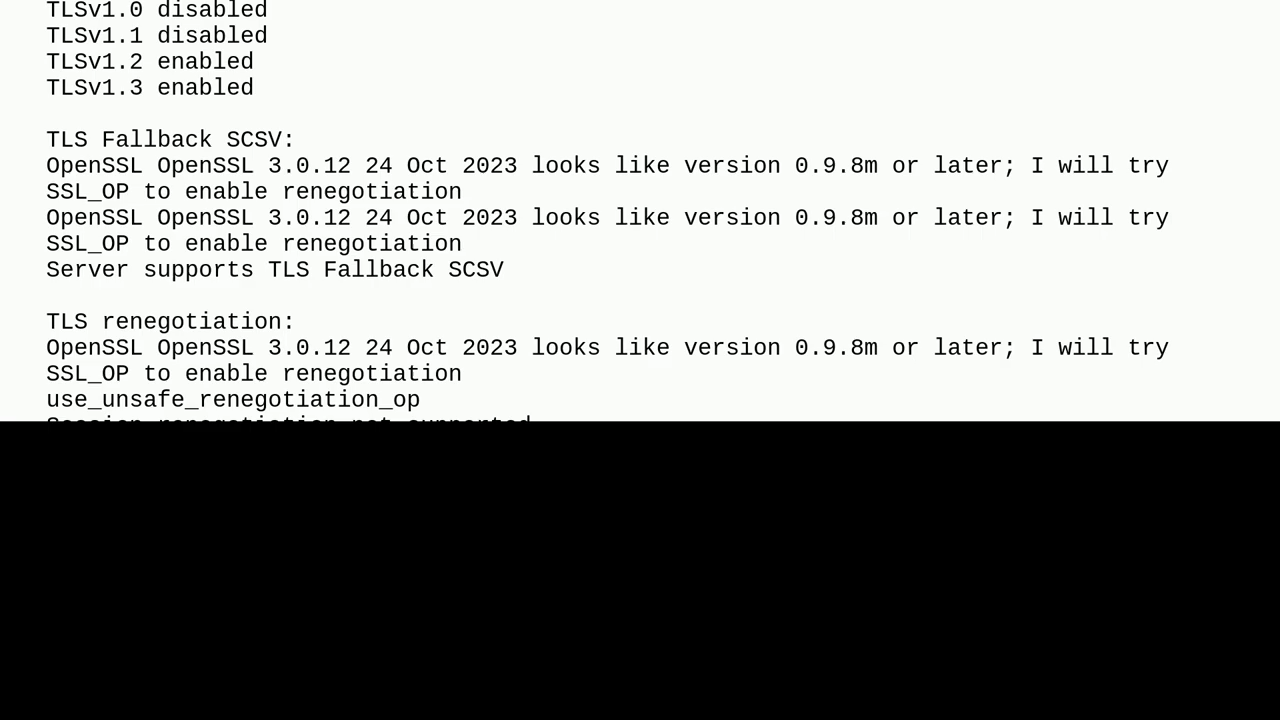 TLSv1.0 disabled
TLSv1.1 disabled
TLSv1.2 enabled
TLSv1.3 enabled
TLS Fallback SCSV:
OpenSSL OpenSSL 3.0.12 24 Oct 2023 looks like version 0.9.8m or later; I will try
SSL_OP to enable renegotiation
OpenSSL OpenSSL 3.0.12 24 Oct 2023 looks like version 0.9.8m or later; I will try
SSL_OP to enable renegotiation
Server supports TLS Fallback SCSV
TLS renegotiation:
OpenSSL OpenSSL 3.0.12 24 Oct 2023 looks like version 0.9.8m or later; I will try
SSL_OP to enable renegotiation
use_unsafe_renegotiation_op
Session renegotiation not supported